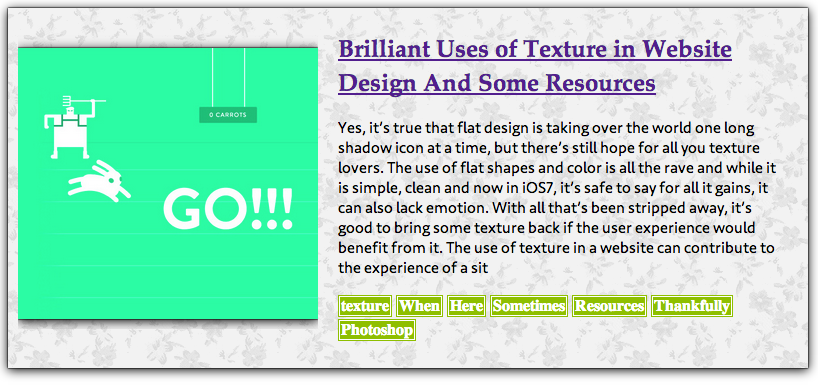 0 CARROTS
GO!!!
Brilliant Uses of Texture in Website
Design And Some Resources
Yes, it's true that flat design is taking over the world one long
shadow icon at a time, but there's still hope for all you texture
lovers. The use of flat shapes and color is all the rave and while it
is simple, clean and now in iOS7, it's safe to say for all it gains, it
can also lack emotion. With all that's been stripped away, it's
good to bring some texture back if the user experience would
benefit from it. The use of texture in a website can contribute to
the experience of a sit
texture When Here Sometimes Resources Thankfully
Photoshop